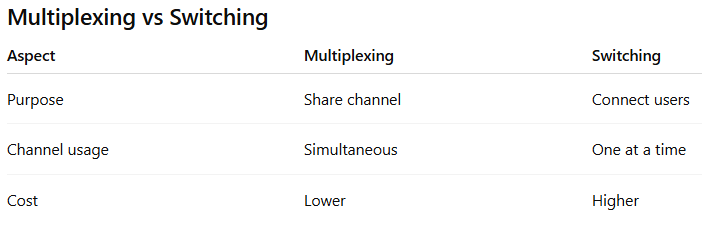 Multiplexing vs Switching
Aspect Multiplexing Switching
Purpose Share channel Connect users
Channel usage Simultaneous One at a time
Cost Lower Higher